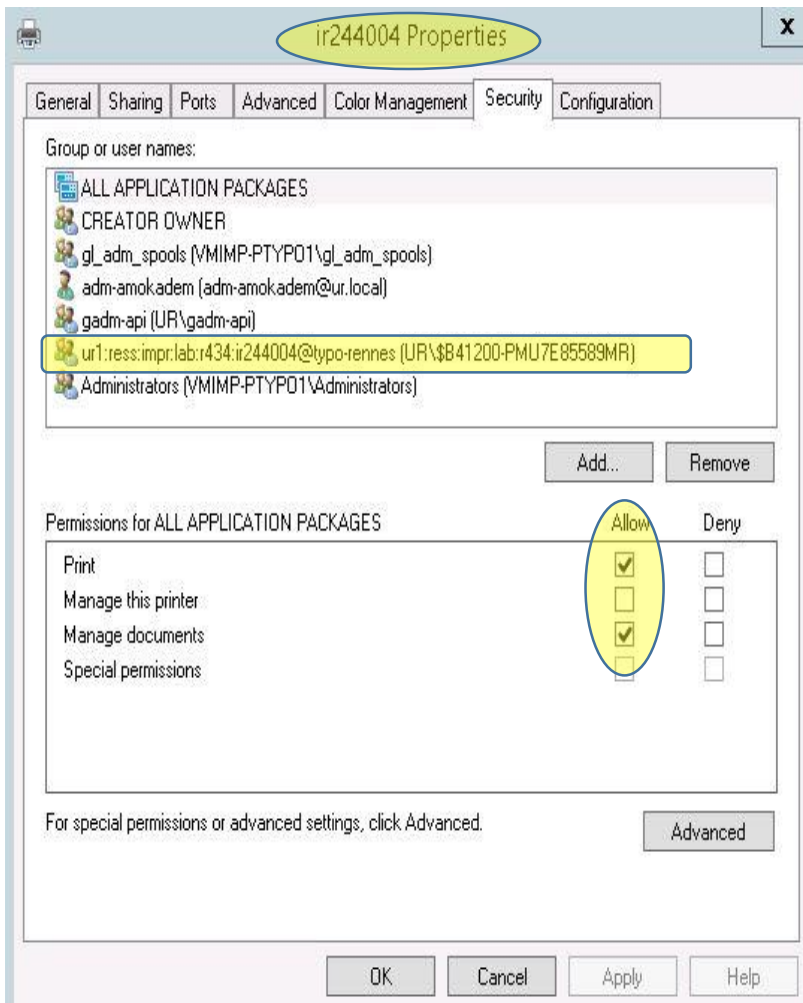 ir244004 Properties
X
General Sharing Ports Advanced Color Management Security Configuration
Group or user names:
ALL APPLICATION PACKAGES
CREATOR OWNER
gl_adm_spools (VMIMP-PTYPO1\gl_adm_spools)
adm-amokadem (adm-amokadem@ur.local)
gadm-api (UR\gadm-api)
ur1:ress:impr:lab:r434:ir244004@typo-rennes (UR\$B41200-PMU7E85589MR)
Administrators (VMIMP-PTYPO1\Administrators)
Add... Remove
Permissions for ALL APPLICATION PACKAGES Allow Deny
Print
Manage this printer
Manage documents
Special permissions
For special permissions or advanced settings, click Advanced.
Advanced
OK Cancel Apply Help